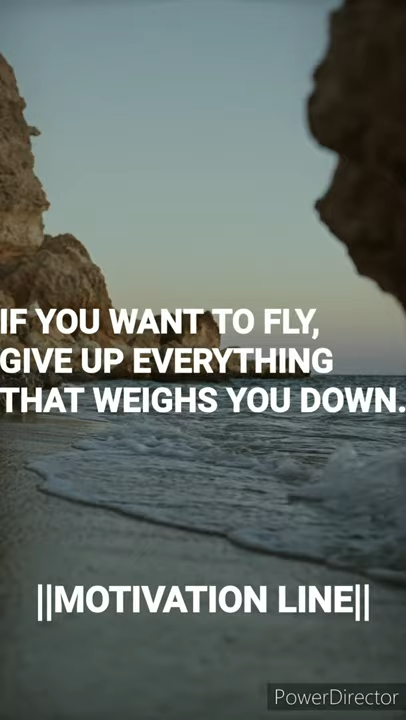 IF YOU WANT TO FLY,
GIVE UP EVERYTHING
THAT WEIGHS YOU DOWN.
||MOTIVATION LINE||
PowerDirector